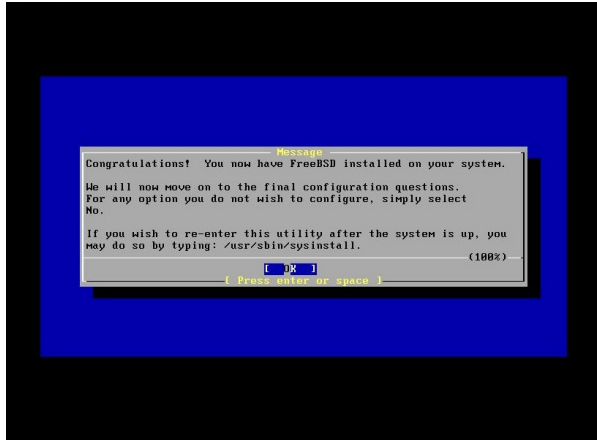 Message
Congratulations!  You now have FreeBSD installed on your system.
We will now move on to the final configuration questions.
For any option you do not wish to configure, simply select
No.
If you wish to re-enter this utility after the system is up, you
may do so by typing: /usr/sbin/sysinstall.
(100%)
[  OK  ]
[ Press enter or space ]